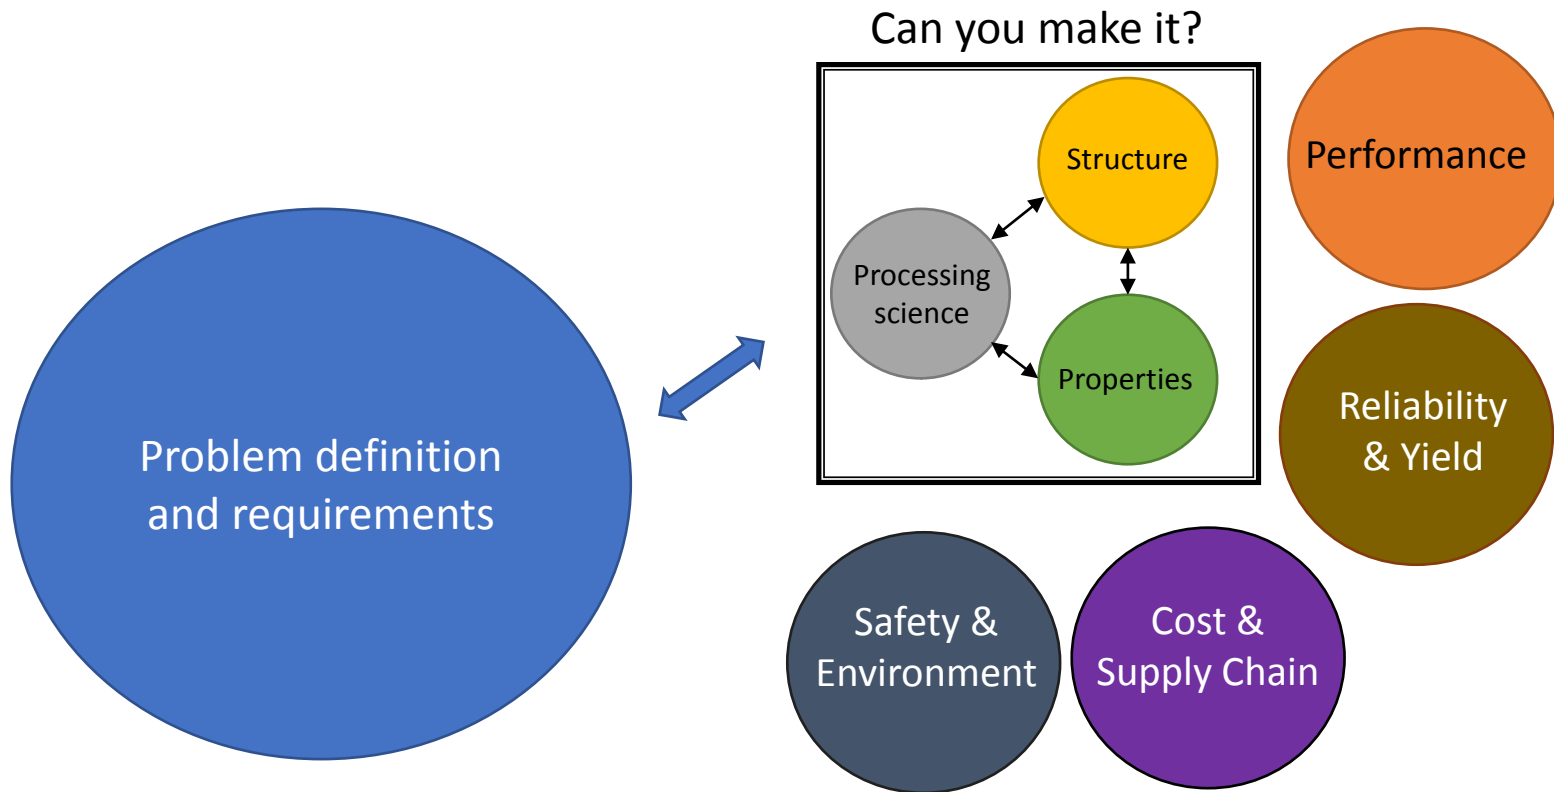 Can you make it?
Structure
Processing
science
Properties
Performance
Reliability
& Yield
Problem definition
and requirements
Safety &
Environment
Cost &
Supply Chain